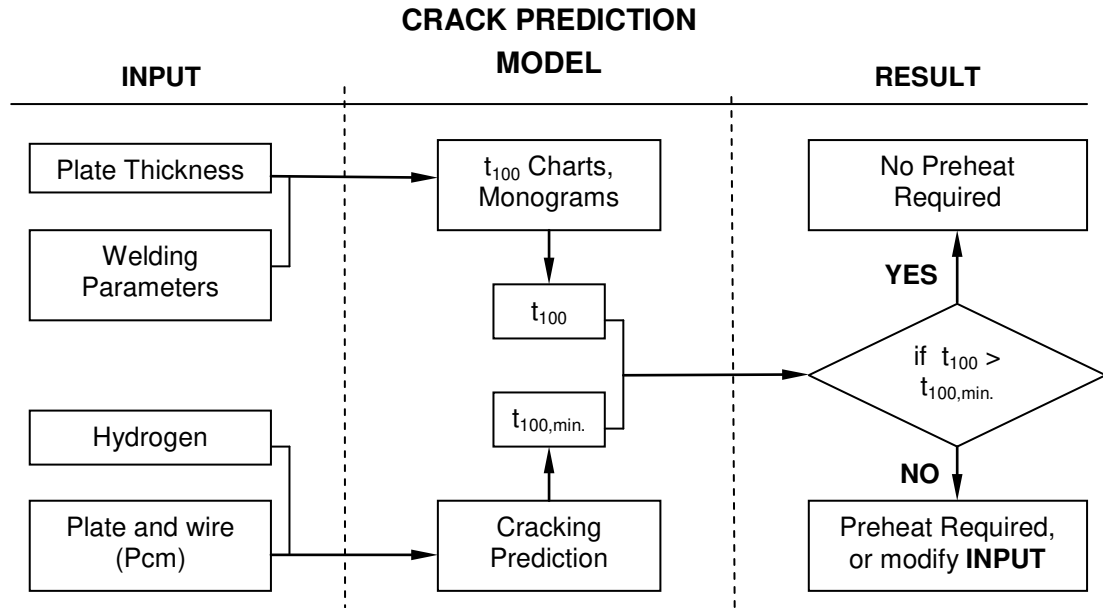 CRACK PREDICTION
MODEL
INPUT
RESULT
Plate Thickness
Welding
Parameters
Hydrogen
Plate and wire
(Pcm)
t₁₀₀ Charts,
Monograms
t₁₀₀
t₁₀₀,min.
Cracking
Prediction
No Preheat
Required
YES
if t₁₀₀ >
t₁₀₀,min.
NO
Preheat Required,
or modify INPUT